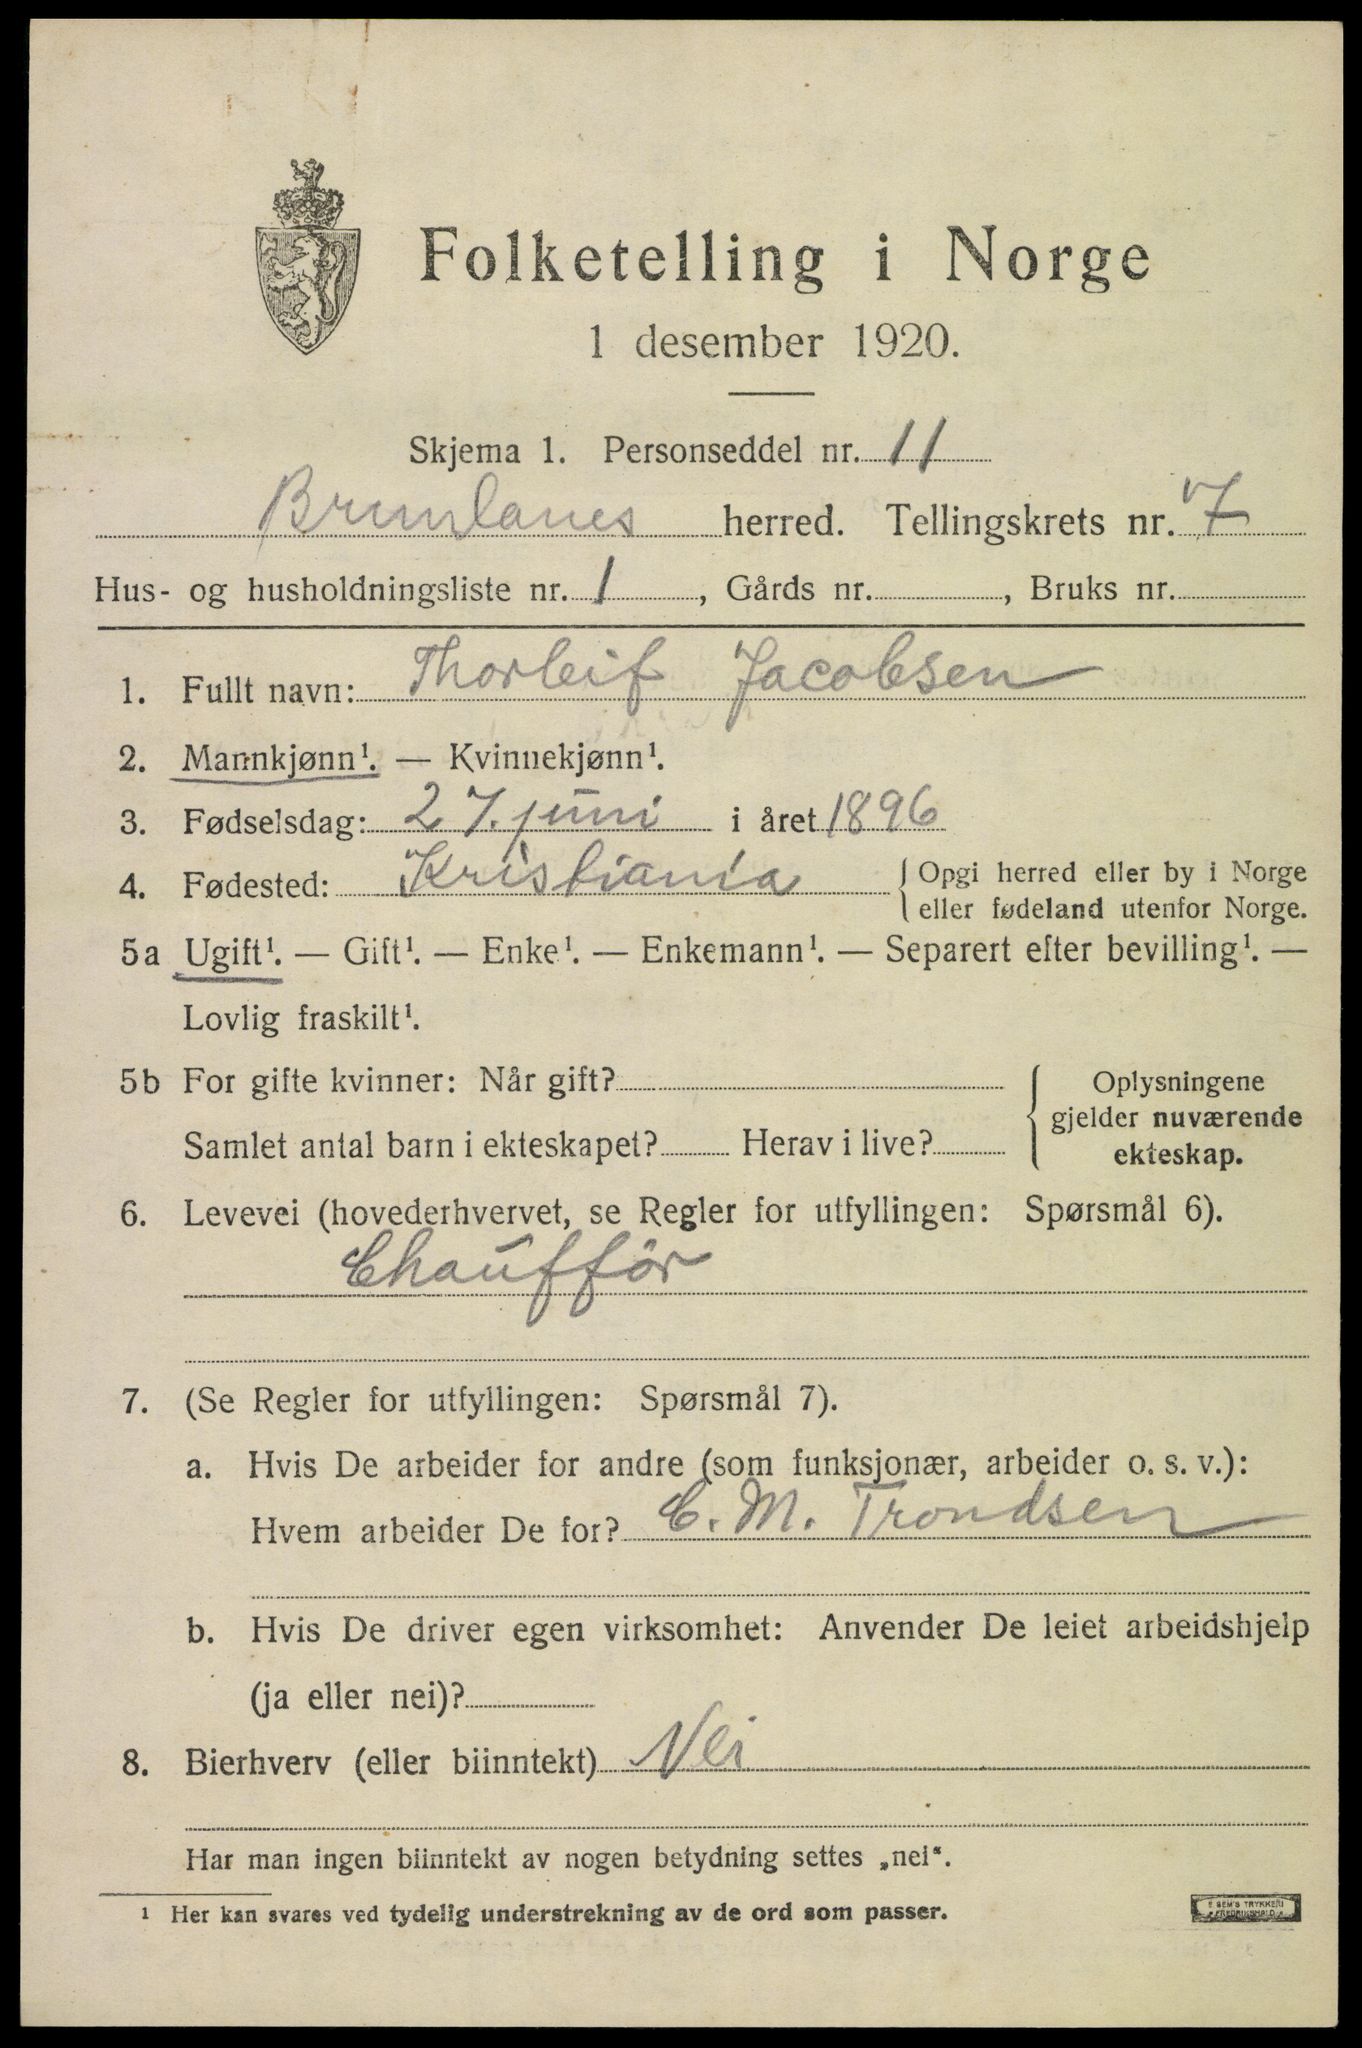 Folketelling i Norge
1 desember 1920.
Skjema 1. Personseddel nr. 11
Brunlanes herred. Tellingskrets nr. 7
Hus- og husholdningsliste nr. 1, Gårds nr. , Bruks nr.
1. Fullt navn: Thorleif Jacobsen
2. Mannkjønn¹. — Kvinnekjønn¹.
3. Fødselsdag: 27. juni i året 1896
4. Fødested: Kristiania { Opgi herred eller by i Norge
eller fødeland utenfor Norge.
5a Ugift¹. — Gift¹. — Enke¹. — Enkemann¹. — Separert efter bevilling¹. —
Lovlig fraskilt¹.
5b For gifte kvinner: Når gift?
Samlet antal barn i ekteskapet? Herav i live?
Oplysningene
gjelder nuværende
ekteskap.
6. Levevei (hovederhvervet, se Regler for utfyllingen: Spørsmål 6).
Chauffør
7. (Se Regler for utfyllingen: Spørsmål 7).
a. Hvis De arbeider for andre (som funksjonær, arbeider o. s. v.):
Hvem arbeider De for? C. M. Trondsen
b. Hvis De driver egen virksomhet: Anvender De leiet arbeidshjelp
(ja eller nei)?
8. Bierhverv (eller biinntekt) Nei
Har man ingen biinntekt av nogen betydning settes „nei“.
¹ Her kan svares ved tydelig understrekning av de ord som passer.
E. SEM'S TRYKKERI
FREDRIKSHALD